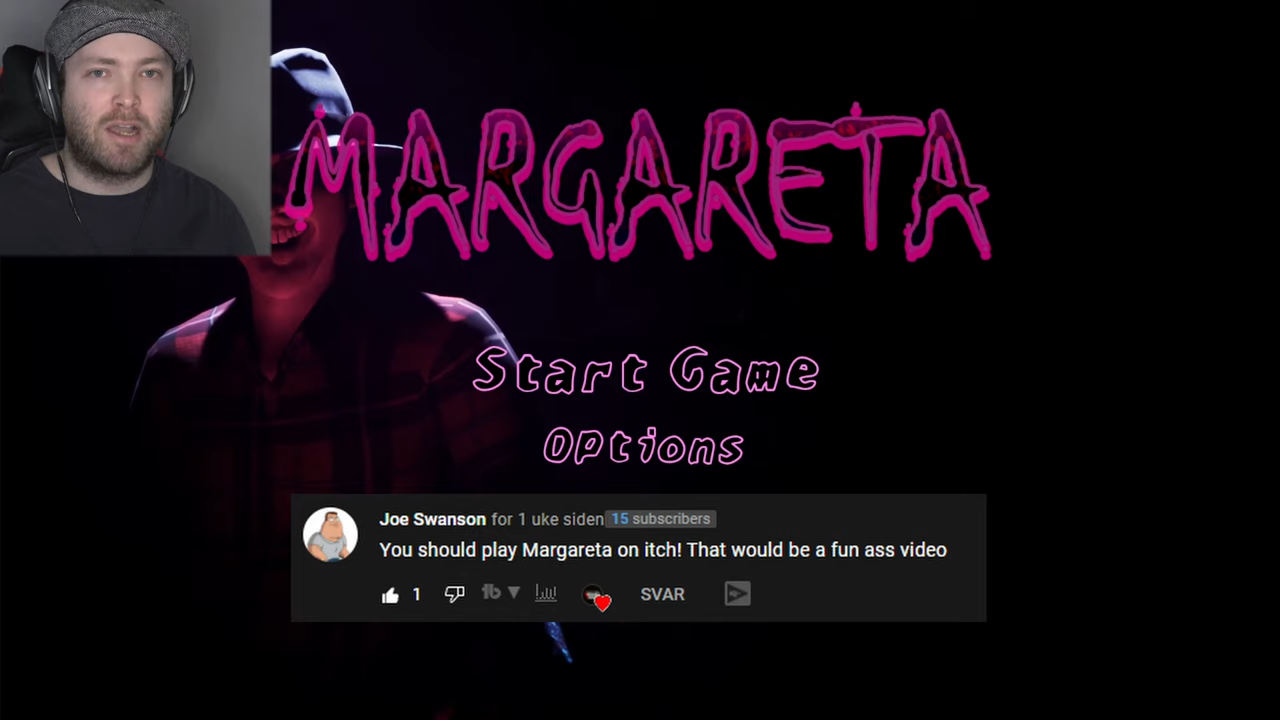 MARGARETA
Start Game
Options
Joe Swanson for 1 uke siden 15 subscribers
You should play Margareta on itch! That would be a fun ass video
1 tb SVAR